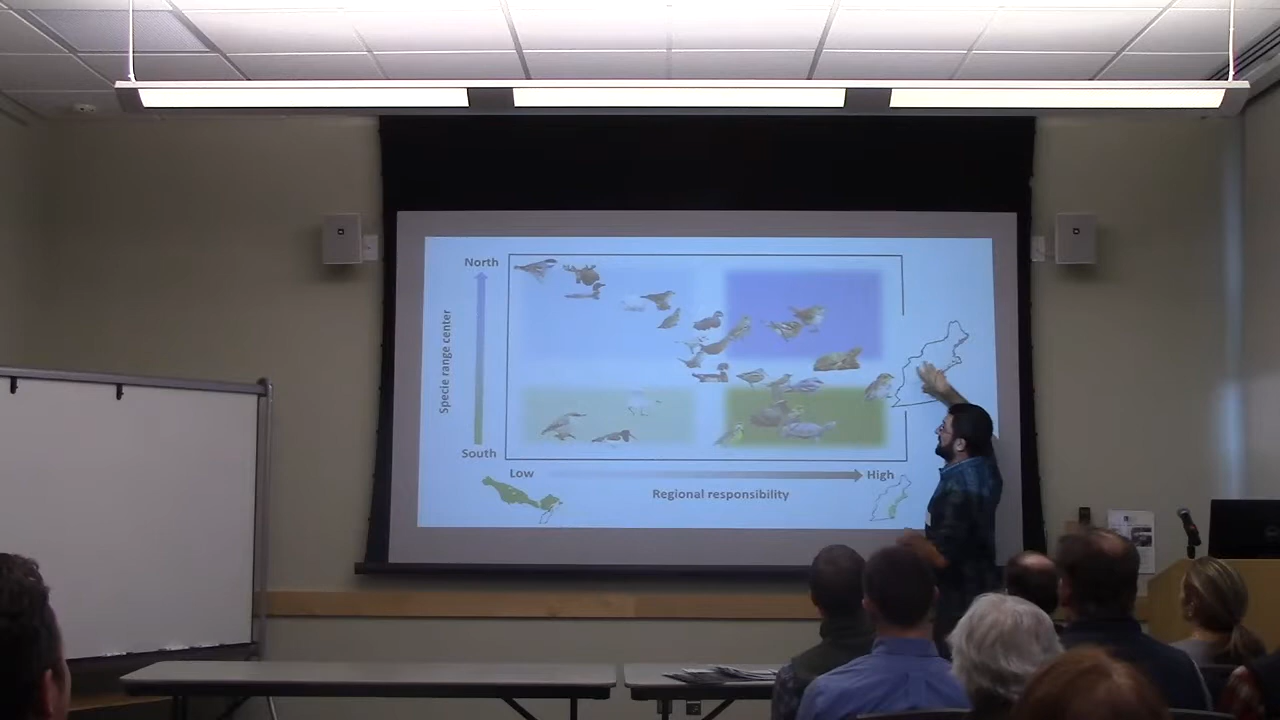 North
Specie range center
South
Low
High
Regional responsibility